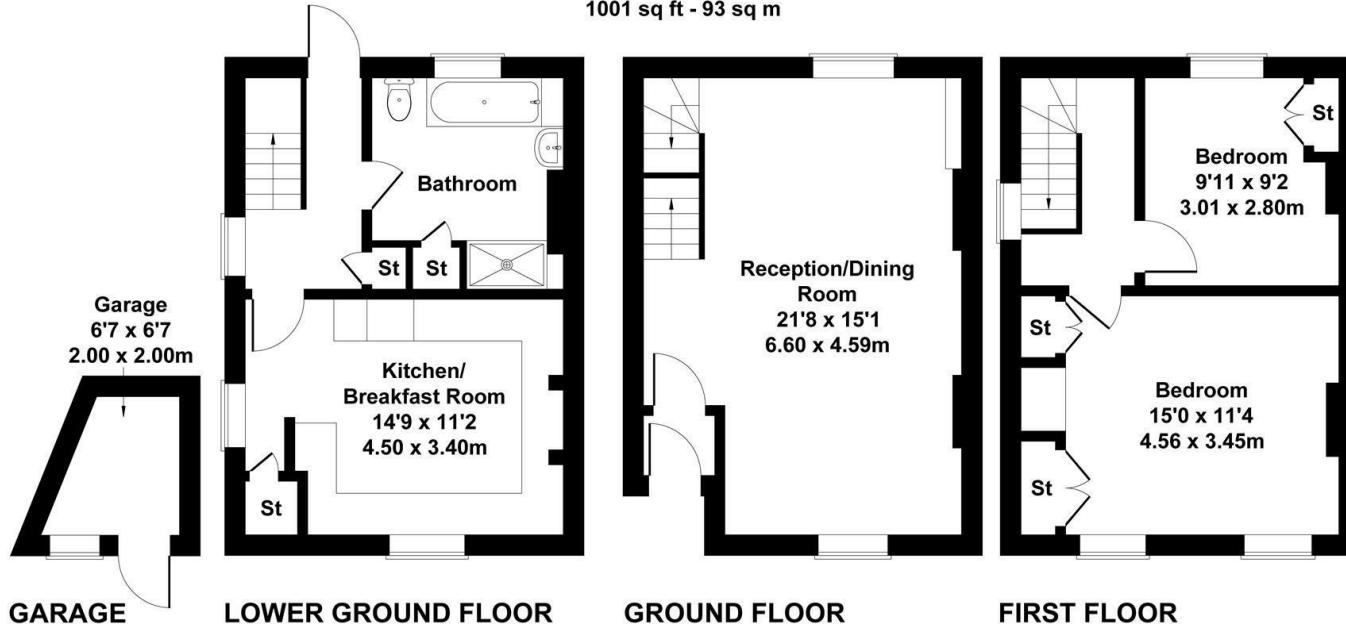 1001 sq ft - 93 sq m
Garage
6'7 x 6'7
2.00 x 2.00m
GARAGE
Bathroom
St
St
Kitchen/
Breakfast Room
14'9 x 11'2
4.50 x 3.40m
St
LOWER GROUND FLOOR
Reception/Dining
Room
21'8 x 15'1
6.60 x 4.59m
GROUND FLOOR
St
Bedroom
9'11 x 9'2
3.01 x 2.80m
St
Bedroom
15'0 x 11'4
4.56 x 3.45m
St
FIRST FLOOR